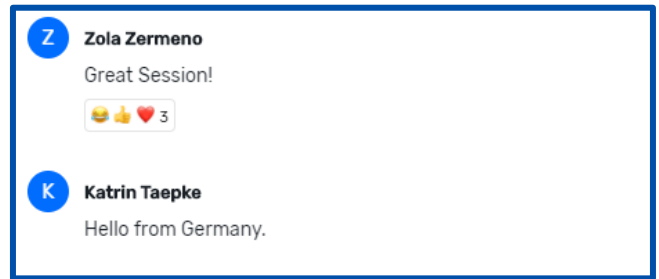 Z Zola Zermeno
Great Session!
😂👍❤️ 3
K Katrin Taepke
Hello from Germany.